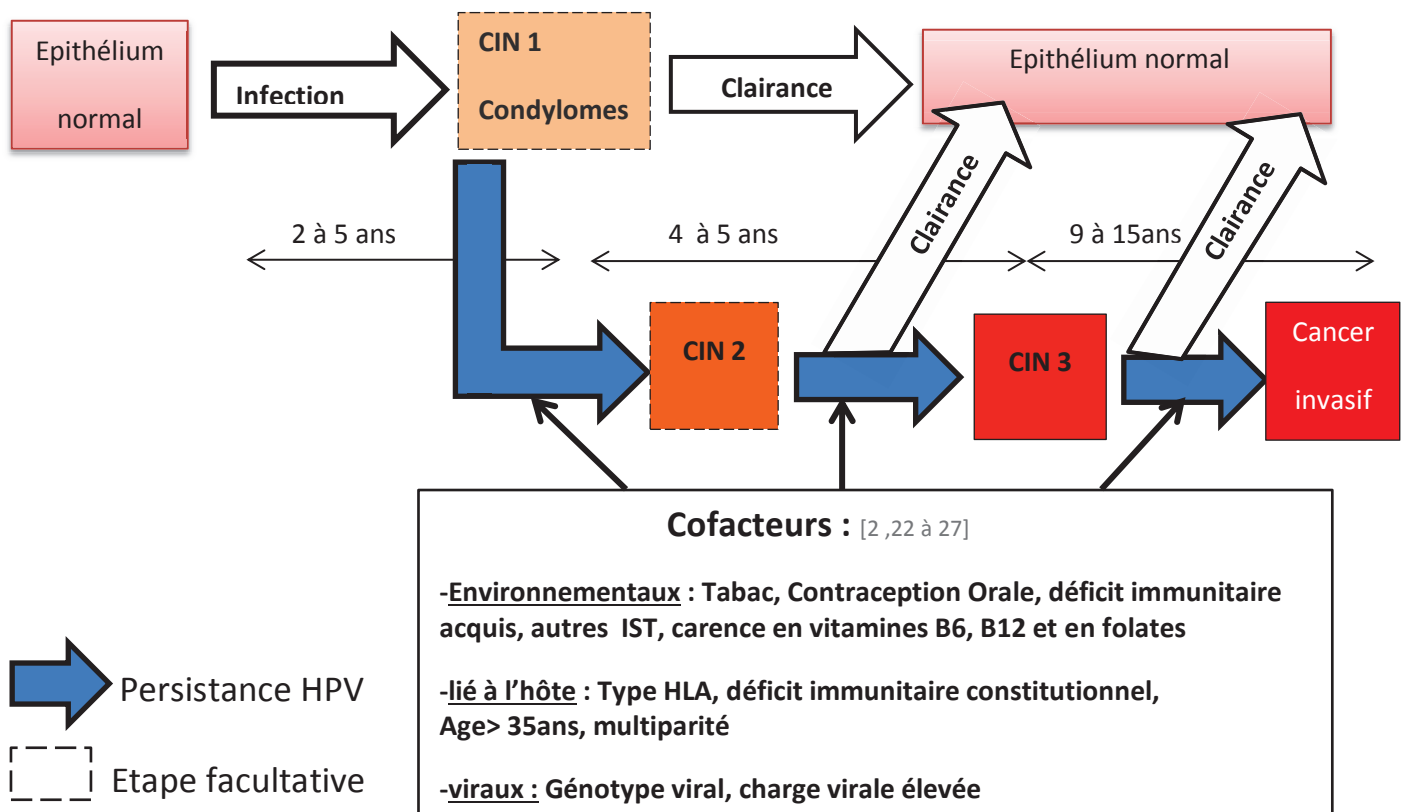 Epithélium
normal
Infection
CIN 1
Condylomes
Clairance
Epithélium normal
Clairance
Clairance
2 à 5 ans
4 à 5 ans
9 à 15ans
CIN 2
CIN 3
Cancer
invasif
Cofacteurs : [2 ,22 à 27]
-Environnementaux : Tabac, Contraception Orale, déficit immunitaire
acquis, autres IST, carence en vitamines B6, B12 et en folates
-lié à l'hôte : Type HLA, déficit immunitaire constitutionnel,
Age> 35ans, multiparité
-viraux : Génotype viral, charge virale élevée
Persistance HPV
Etape facultative